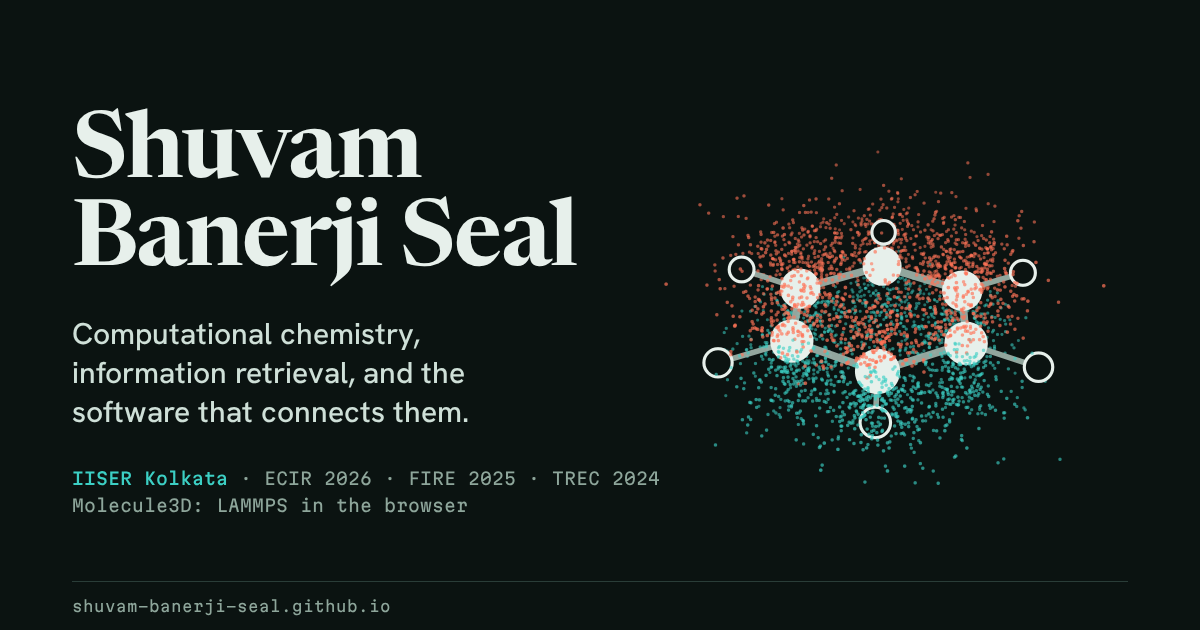 Shuvam
Banerji Seal
Computational chemistry,
information retrieval, and the
software that connects them.
IISER Kolkata · ECIR 2026 · FIRE 2025 · TREC 2024
Molecule3D: LAMMPS in the browser
shuvam-banerji-seal.github.io